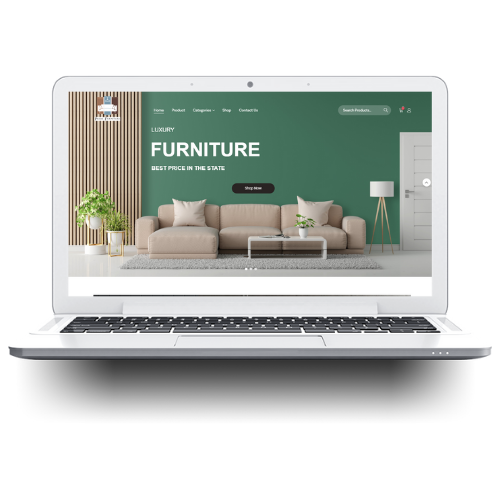 Home Product Categories Shop Contact Us Search Products...
LUXURY
FURNITURE
BEST PRICE IN THE STATE
Shop Now